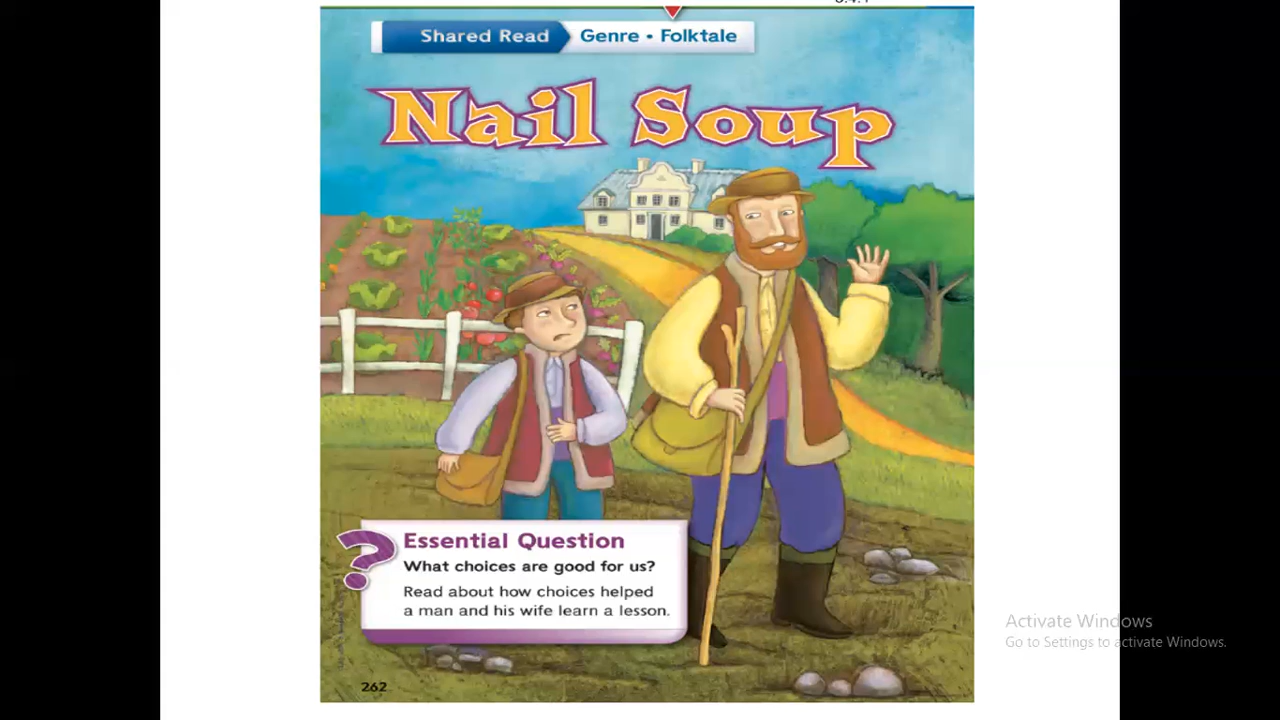 Shared Read Genre • Folktale
Nail Soup
Essential Question
What choices are good for us?
Read about how choices helped
a man and his wife learn a lesson.
262
Activate Windows
Go to Settings to activate Windows.